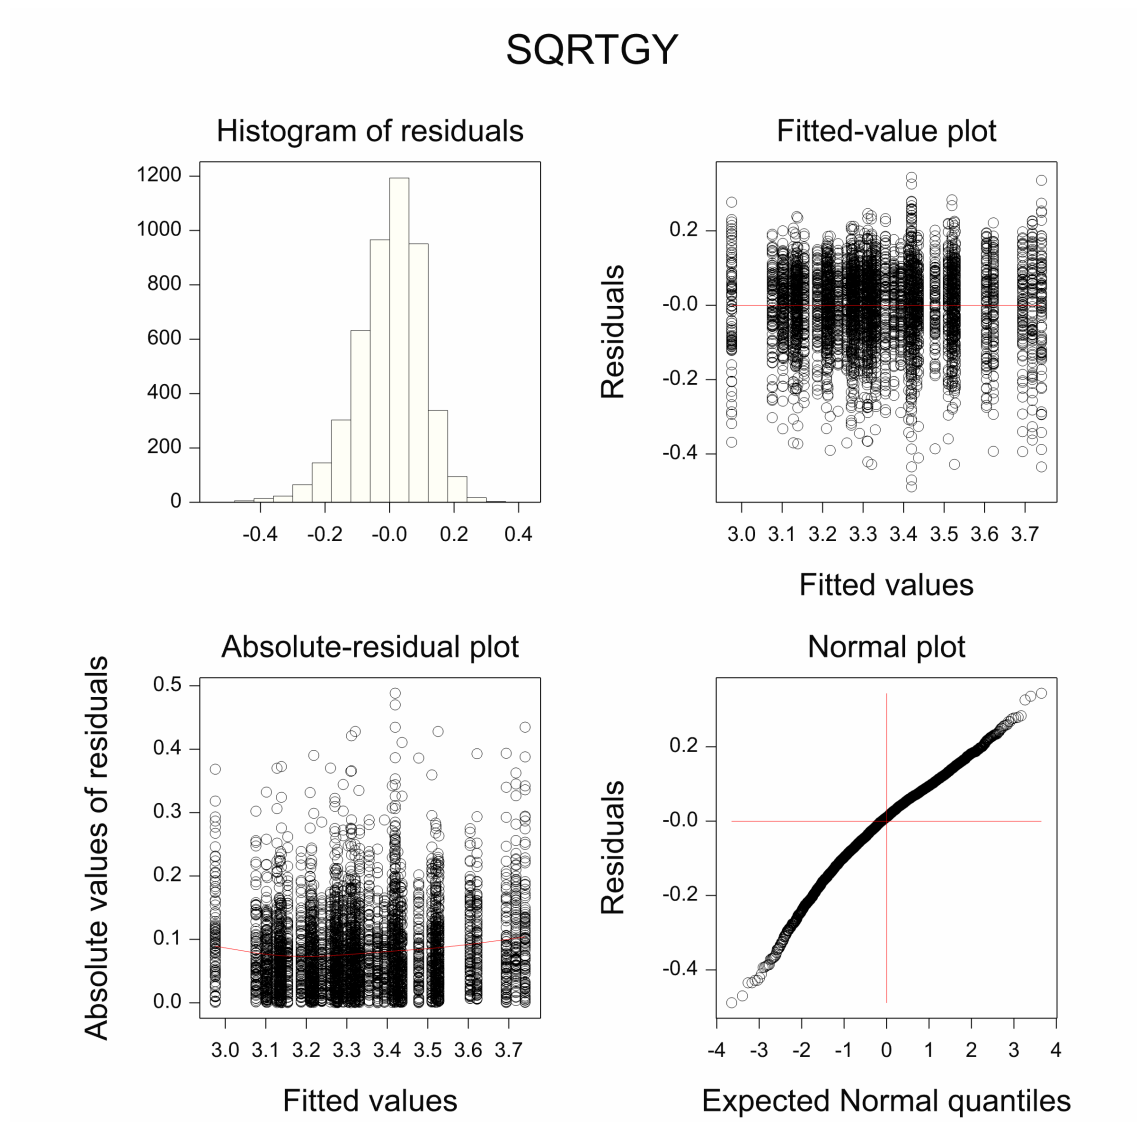 SQRTGY
Histogram of residuals
1200
1000
800
600
400
200
0
-0.4 -0.2 -0.0 0.2 0.4
Fitted-value plot
Residuals
0.2
-0.0
-0.2
-0.4
3.0 3.1 3.2 3.3 3.4 3.5 3.6 3.7
Fitted values
Absolute-residual plot
Absolute values of residuals
0.5
0.4
0.3
0.2
0.1
0.0
3.0 3.1 3.2 3.3 3.4 3.5 3.6 3.7
Fitted values
Normal plot
Residuals
0.2
-0.0
-0.2
-0.4
-4 -3 -2 -1 0 1 2 3 4
Expected Normal quantiles